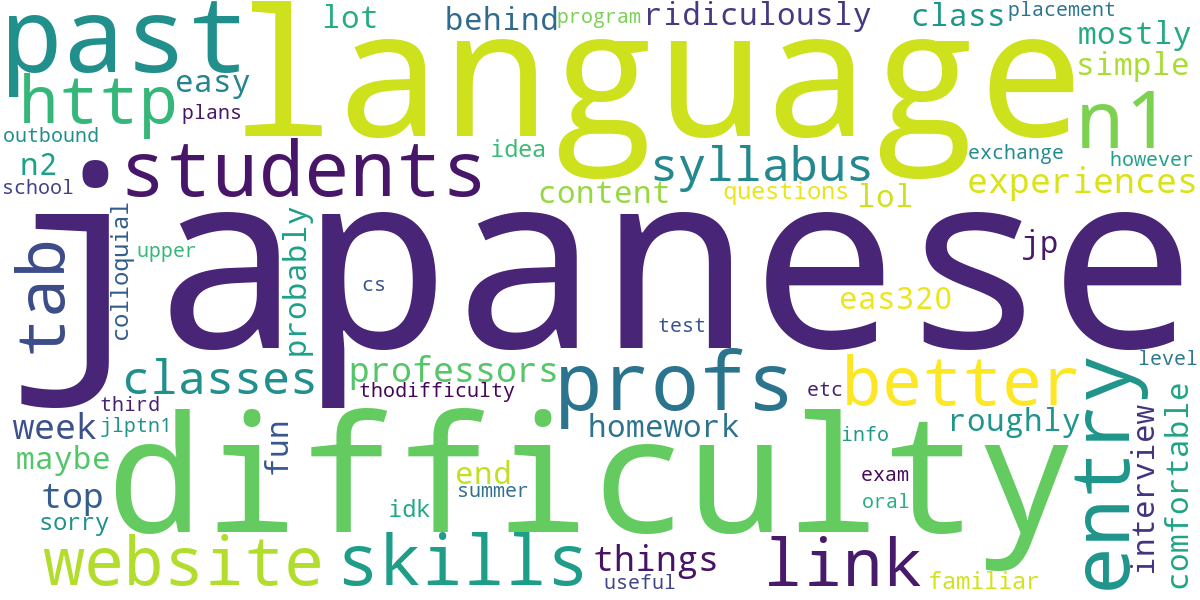 past
language
lot
behind
program
ridiculously
class
placement
mostly
simple
http
easy
plans
n1
outbound
n2
school
students
idea
syllabus
exchange
however
content
questions
lol
experiences
japanese
tab
colloquial
upper
probably
cs
test
jp
eas320
classes
professors
thodifficulty
profs
etc
better
level
third
jlptn1
week
maybe
fun
difficulty
homework
info
roughly
entry
interview
comfortable
top
sorry
end
summer
idk
exam
oral
website
skills
things
useful
link
familiar